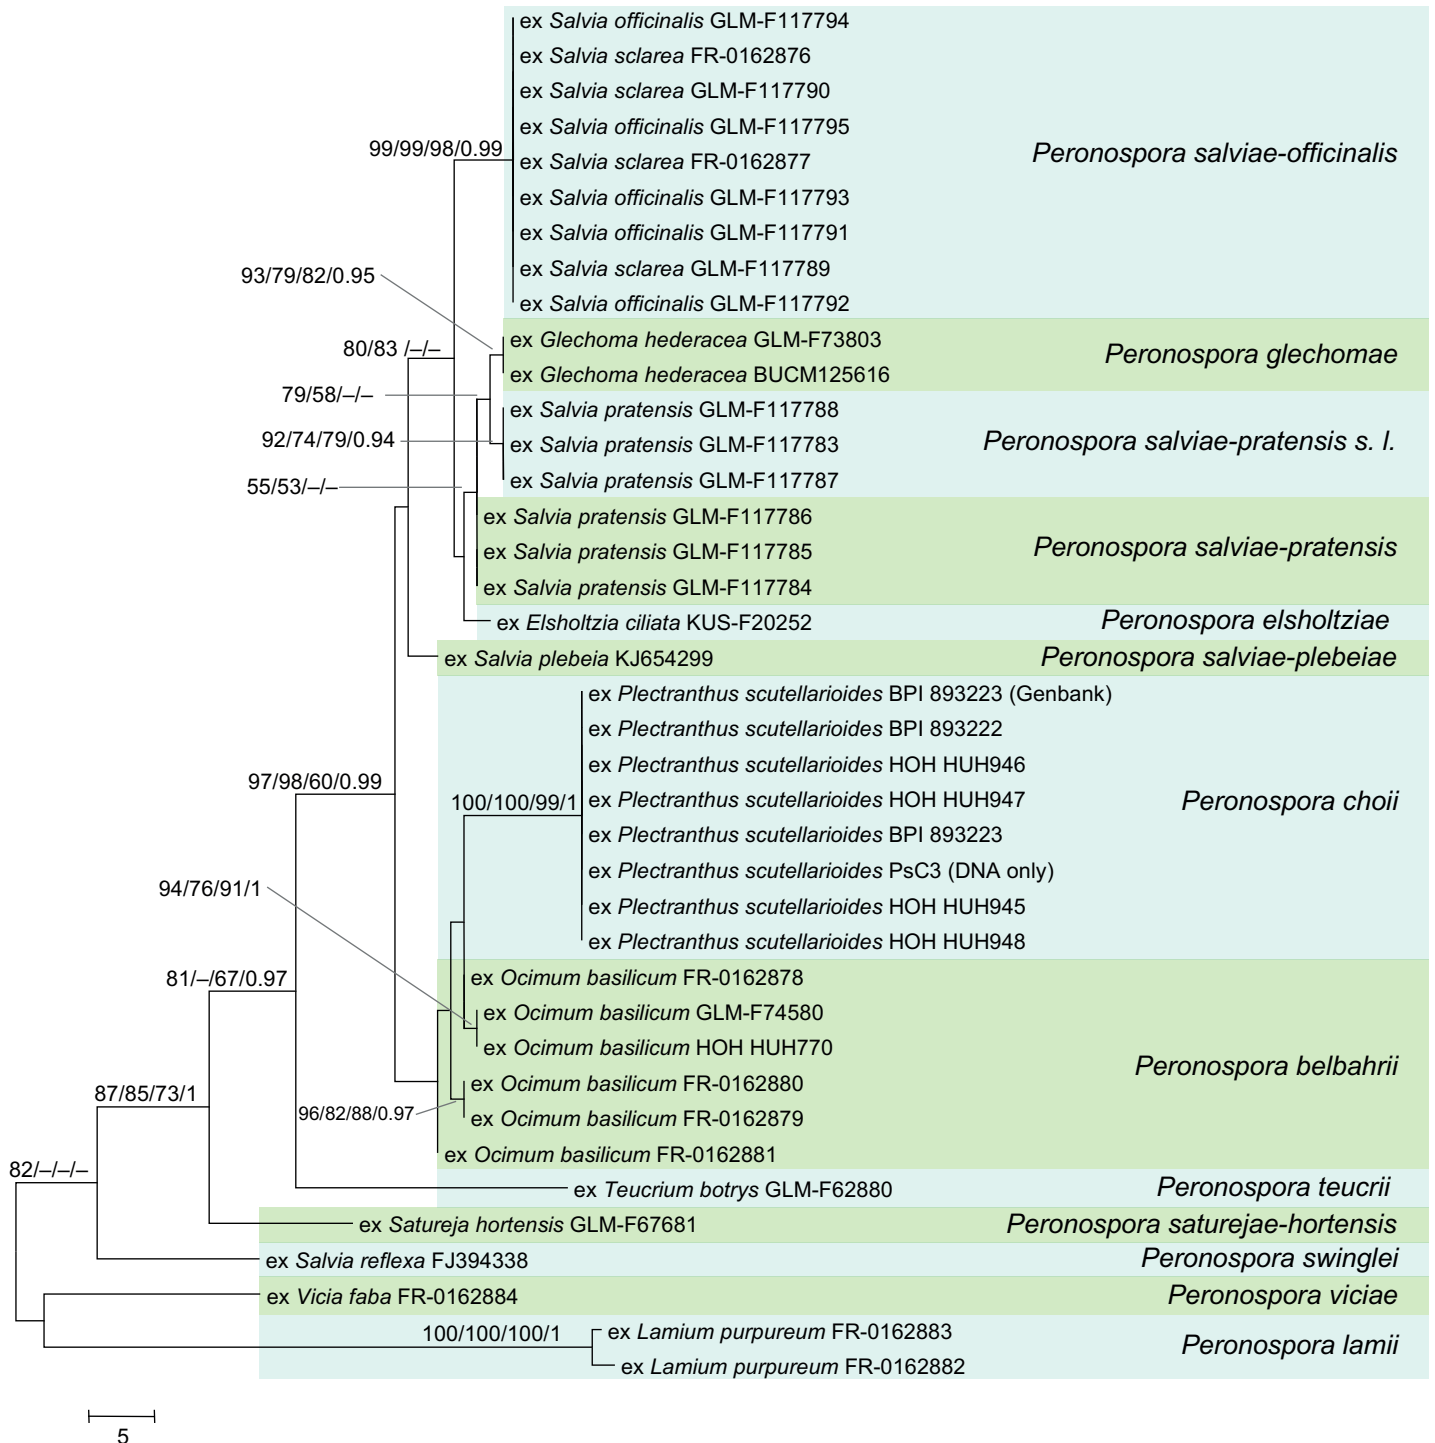 ex Salvia officinalis GLM-F117794
ex Salvia sclarea FR-0162876
ex Salvia sclarea GLM-F117790
ex Salvia officinalis GLM-F117795
99/99/98/0.99
ex Salvia sclarea FR-0162877
Peronospora salviae-officinalis
ex Salvia officinalis GLM-F117793
ex Salvia officinalis GLM-F117791
ex Salvia sclarea GLM-F117789
93/79/82/0.95
ex Salvia officinalis GLM-F117792
ex Glechoma hederacea GLM-F73803
80/83 /–/–
Peronospora glechomae
ex Glechoma hederacea BUCM125616
79/58/–/–
ex Salvia pratensis GLM-F117788
92/74/79/0.94
ex Salvia pratensis GLM-F117783
Peronospora salviae-pratensis s. l.
55/53/–/–
ex Salvia pratensis GLM-F117787
ex Salvia pratensis GLM-F117786
ex Salvia pratensis GLM-F117785
Peronospora salviae-pratensis
ex Salvia pratensis GLM-F117784
ex Elsholtzia ciliata KUS-F20252
Peronospora elsholtziae
ex Salvia plebeia KJ654299
Peronospora salviae-plebeiae
ex Plectranthus scutellarioides BPI 893223 (Genbank)
ex Plectranthus scutellarioides BPI 893222
ex Plectranthus scutellarioides HOH HUH946
97/98/60/0.99
100/100/99/1
ex Plectranthus scutellarioides HOH HUH947
Peronospora choii
ex Plectranthus scutellarioides BPI 893223
ex Plectranthus scutellarioides PsC3 (DNA only)
94/76/91/1
ex Plectranthus scutellarioides HOH HUH945
ex Plectranthus scutellarioides HOH HUH948
81/–/67/0.97
ex Ocimum basilicum FR-0162878
ex Ocimum basilicum GLM-F74580
ex Ocimum basilicum HOH HUH770
Peronospora belbahrii
ex Ocimum basilicum FR-0162880
87/85/73/1
96/82/88/0.97
ex Ocimum basilicum FR-0162879
ex Ocimum basilicum FR-0162881
82/–/–/–
ex Teucrium botrys GLM-F62880
Peronospora teucrii
ex Satureja hortensis GLM-F67681
Peronospora saturejae-hortensis
ex Salvia reflexa FJ394338
Peronospora swinglei
ex Vicia faba FR-0162884
Peronospora viciae
100/100/100/1
ex Lamium purpureum FR-0162883
Peronospora lamii
ex Lamium purpureum FR-0162882
5